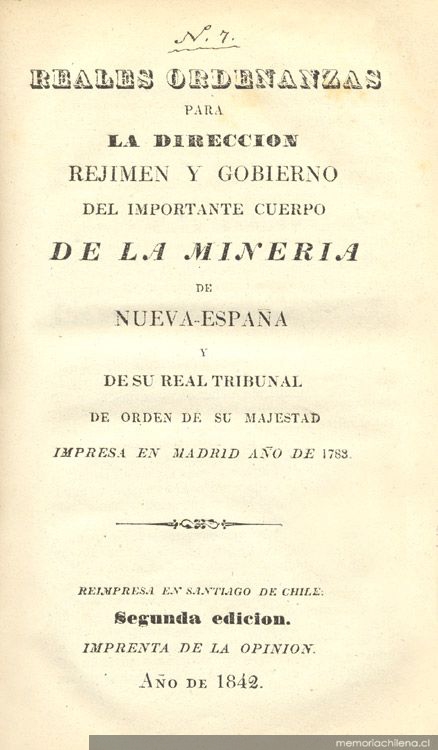 N. 7.
REALES ORDENANZAS
PARA
LA DIRECCION
REJIMEN Y GOBIERNO
DEL IMPORTANTE CUERPO
DE LA MINERIA
DE
NUEVA-ESPAÑA
Y
DE SU REAL TRIBUNAL
DE ORDEN DE SU MAJESTAD
IMPRESA EN MADRID AÑO DE 1783.
REIMPRESA EN SANTIAGO DE CHILE:
Segunda edicion.
IMPRENTA DE LA OPINION.
AÑO DE 1842.
memoriachilena.cl